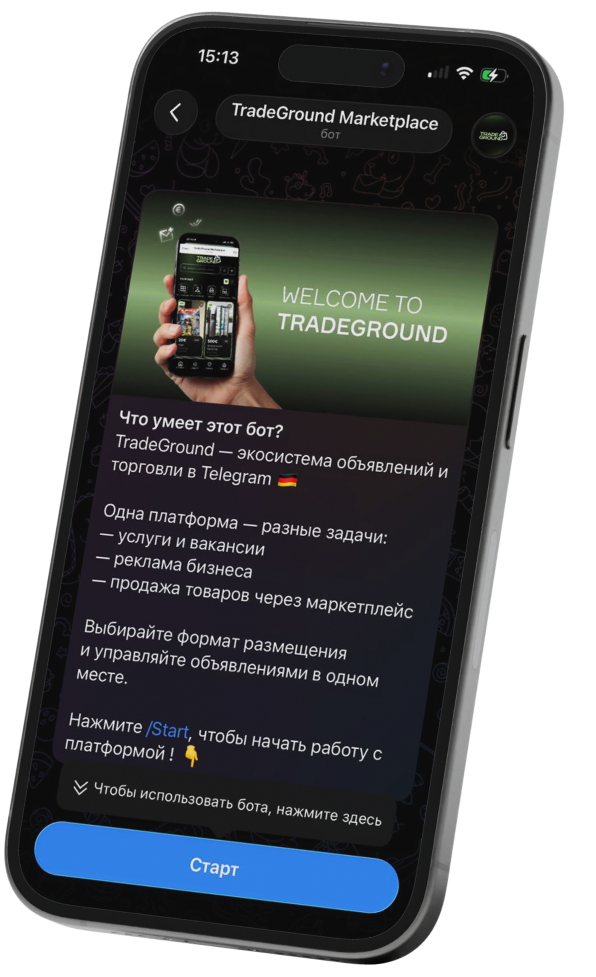 15:13
TradeGround Marketplace
бот
TRADE
GROUND
WELCOME TO
TRADEGROUND
Что умеет этот бот?
TradeGround — экосистема объявлений и
торговли в Telegram 🇩🇪
Одна платформа — разные задачи:
— услуги и вакансии
— реклама бизнеса
— продажа товаров через маркетплейс
Выбирайте формат размещения
и управляйте объявлениями в одном
месте.
Нажмите /Start, чтобы начать работу с
платформой ! 👇
Чтобы использовать бота, нажмите здесь
Старт